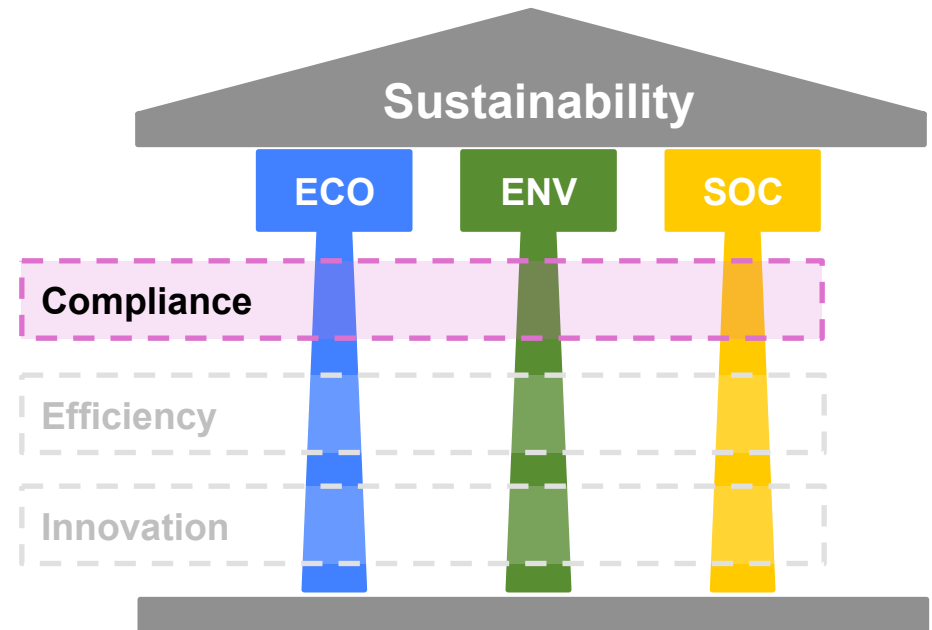 Sustainability
ECO
ENV
SOC
Compliance
Efficiency
Innovation